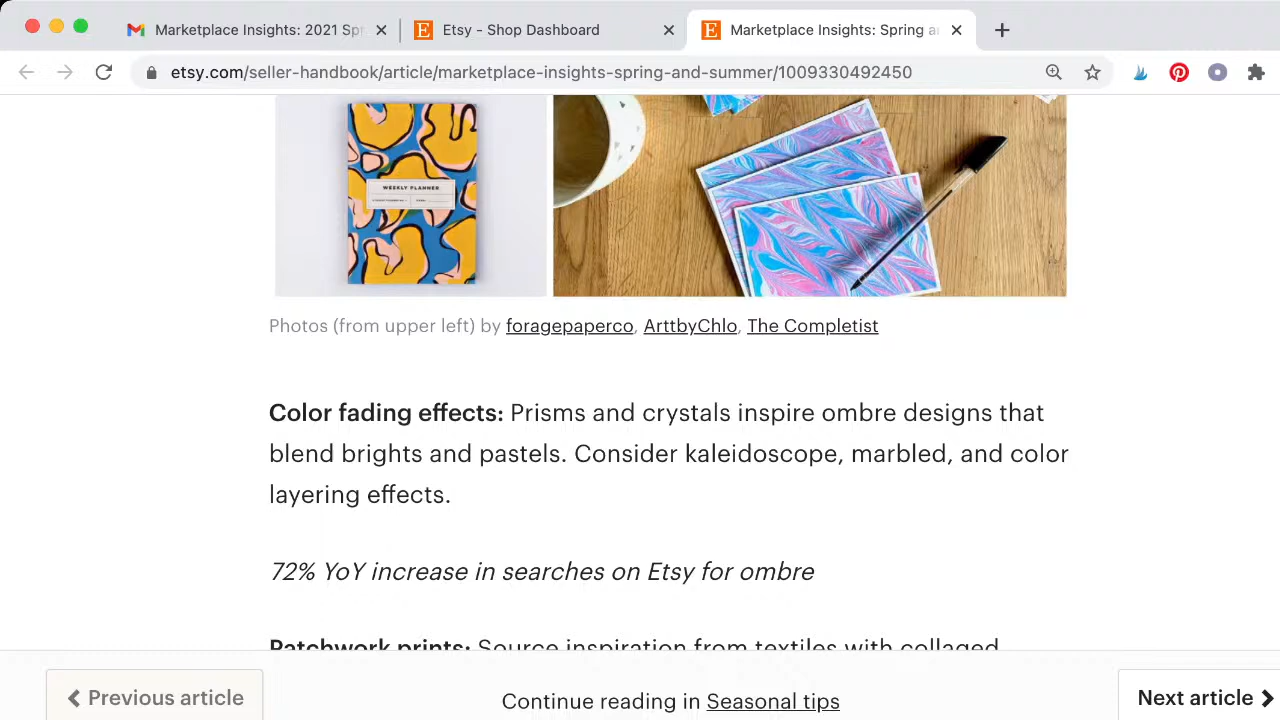 Marketplace Insights: 2021 Spr
Etsy - Shop Dashboard
Marketplace Insights: Spring a
etsy.com/seller-handbook/article/marketplace-insights-spring-and-summer/1009330492450
WEEKLY PLANNER
Photos (from upper left) by foragepaperco, ArttbyChlo, The Completist
Color fading effects: Prisms and crystals inspire ombre designs that
blend brights and pastels. Consider kaleidoscope, marbled, and color
layering effects.
72% YoY increase in searches on Etsy for ombre
Patchwork prints: Source inspiration from textiles with collaged
Previous article
Continue reading in Seasonal tips
Next article